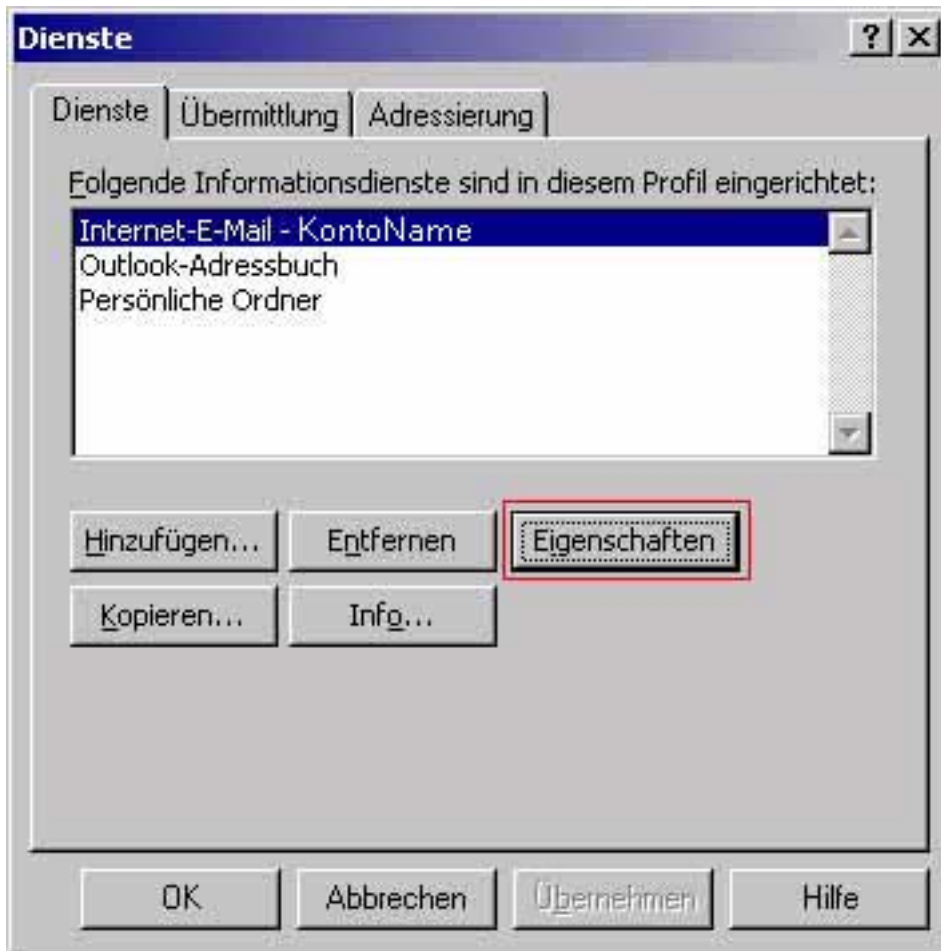 Dienste
Dienste Übermittlung Adressierung
Folgende Informationsdienste sind in diesem Profil eingerichtet:
Internet-E-Mail - KontoName
Outlook-Adressbuch
Persönliche Ordner
Hinzufügen... Entfernen Eigenschaften
Kopieren... Info...
OK Abbrechen Übernehmen Hilfe